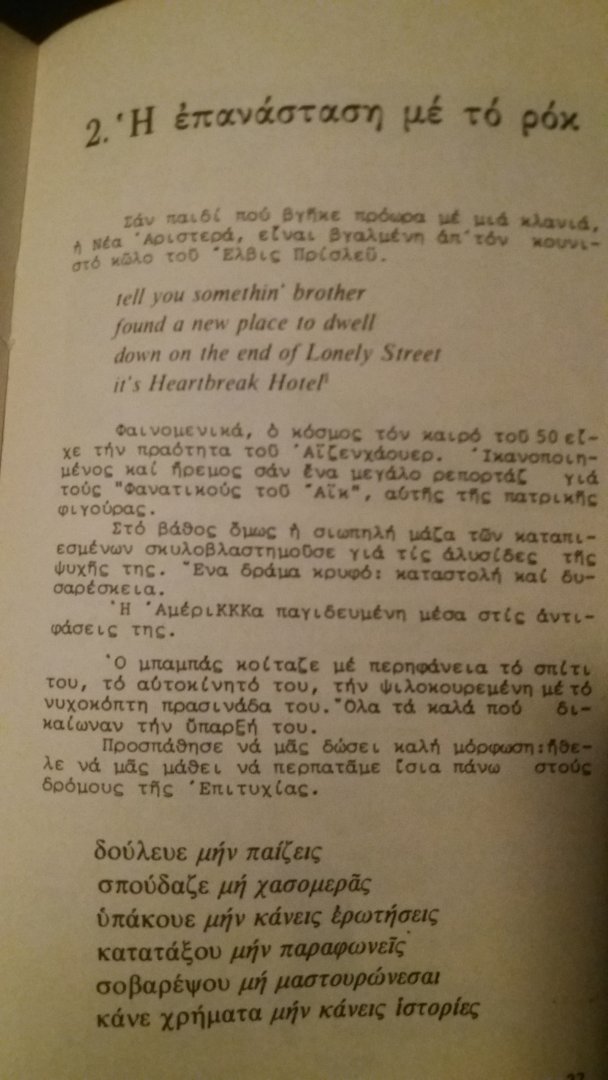 2. Ἡ ἐπανάσταση μέ τό ρόκ
Σάν παιδί πού βγῆκε πρόωρα μέ μιά κλανιά,
ἡ Νέα Ἀριστερά, εἶναι βγαλμένη ἀπ' τόν κουνι-
στό κῶλο τοῦ Ἔλβις Πρίσλεϋ.
tell you somethin' brother
found a new place to dwell
down on the end of Lonely Street
it's Heartbreak Hotel¹
Φαινομενικά, ὁ κόσμος τόν καιρό τοῦ 50 εἶ-
χε τήν πραότητα τοῦ Ἀϊζενχάουερ. Ἱκανοποιη-
μένος καί ἤρεμος σάν ἕνα μεγάλο ρεπορτάζ γιά
τούς "Φανατικούς τοῦ Ἄϊκ", αὐτῆς τῆς πατρικῆς
φιγούρας.
Στό βάθος ὅμως ἡ σιωπηλή μάζα τῶν καταπι-
εσμένων σκυλοβλαστημοῦσε γιά τίς ἁλυσίδες τῆς
ψυχῆς της. Ἕνα δράμα κρυφό: καταστολή καί δυ-
σαρέσκεια.
Ἡ ἈμέριΚΚΚα παγιδευμένη μέσα στίς ἀντι-
φάσεις της.
Ὁ μπαμπάς κοίταζε μέ περηφάνεια τό σπίτι
του, τό αὐτοκίνητό του, τήν ψιλοκουρεμένη μέ τό
νυχοκόπτη πρασινάδα του. Ὅλα τά καλά πού δι-
καίωναν τήν ὕπαρξή του.
Προσπάθησε νά μᾶς δώσει καλή μόρφωση: ἤθε-
λε νά μᾶς μάθει νά περπατᾶμε ἴσια πάνω στούς
δρόμους τῆς Ἐπιτυχίας.
δούλευε μήν παίζεις
σπούδαζε μή χασομερᾶς
ὑπάκουε μήν κάνεις ἐρωτήσεις
κατατάξου μήν παραφωνεῖς
σοβαρέψου μή μαστουρώνεσαι
κάνε χρήματα μήν κάνεις ἱστορίες